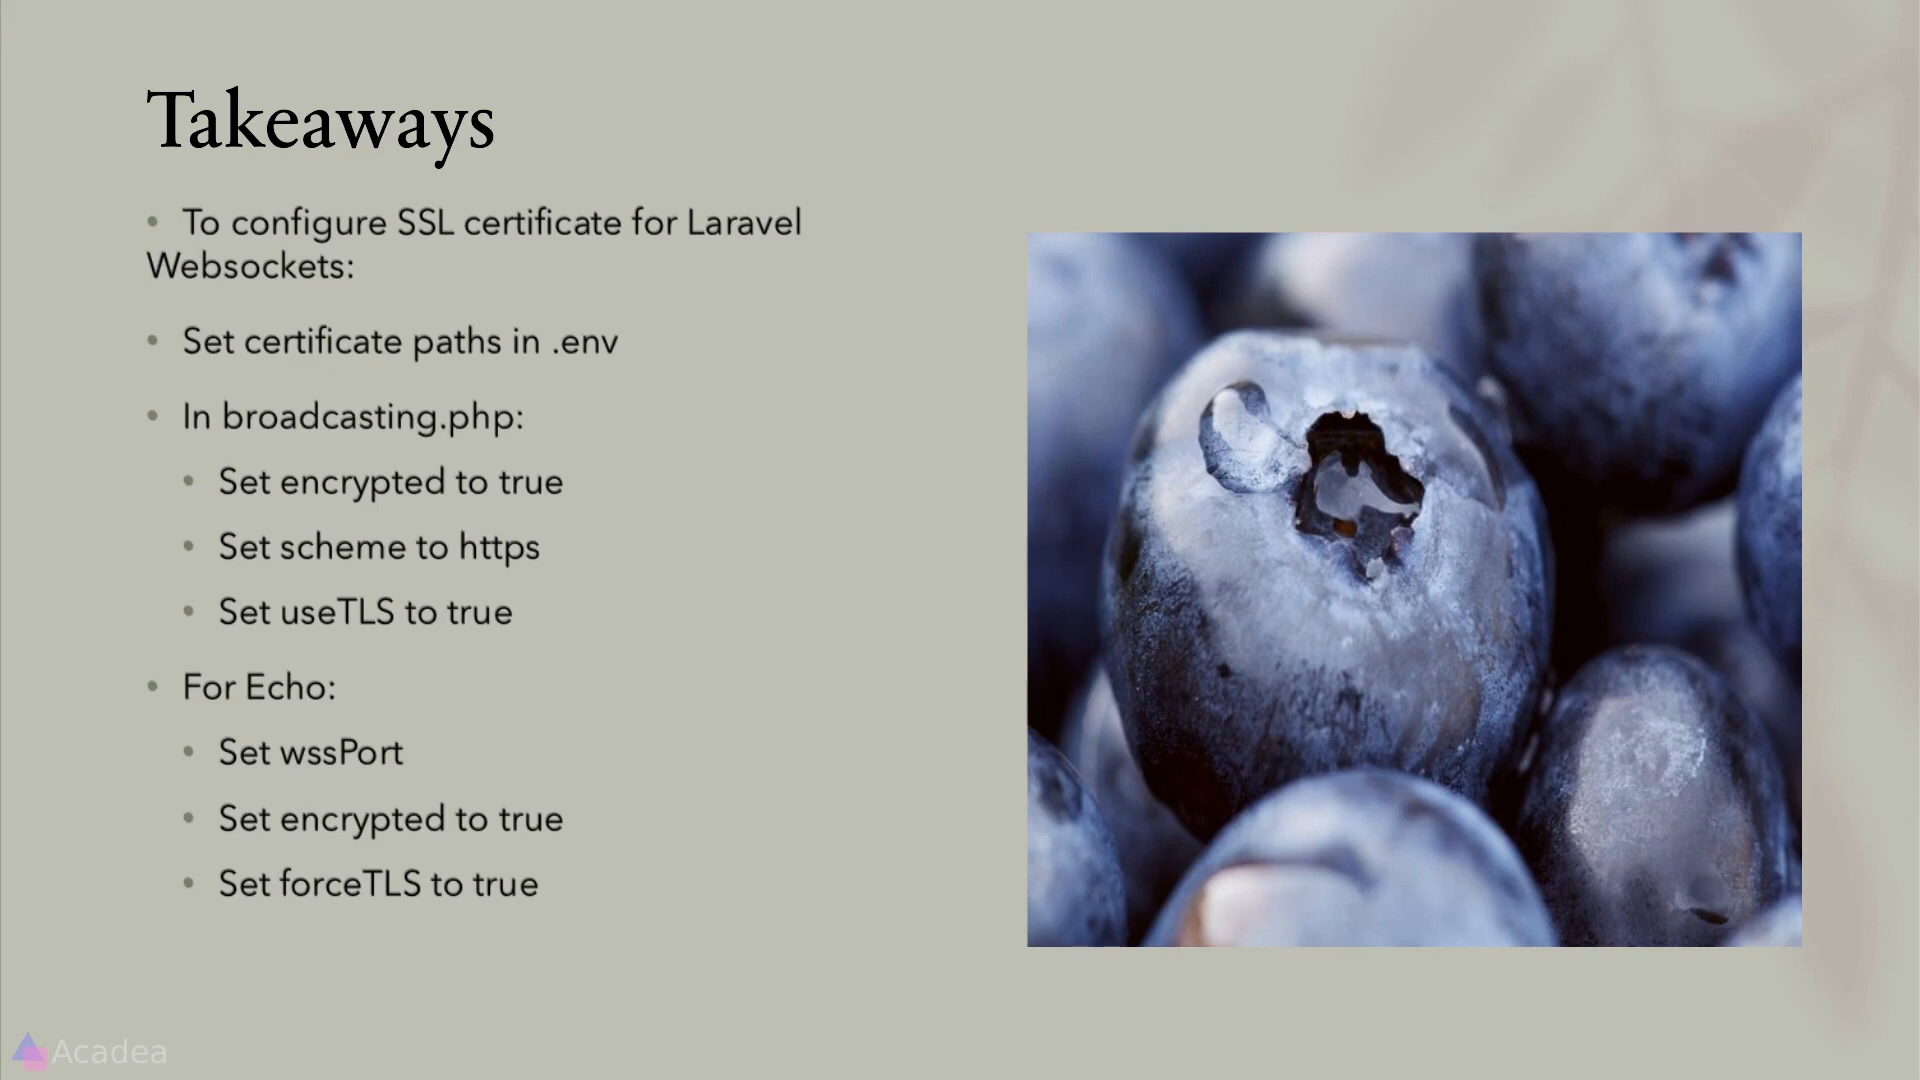 Takeaways
• To configure SSL certificate for Laravel
Websockets:
• Set certificate paths in .env
• In broadcasting.php:
• Set encrypted to true
• Set scheme to https
• Set useTLS to true
• For Echo:
• Set wssPort
• Set encrypted to true
• Set forceTLS to true
Acadea